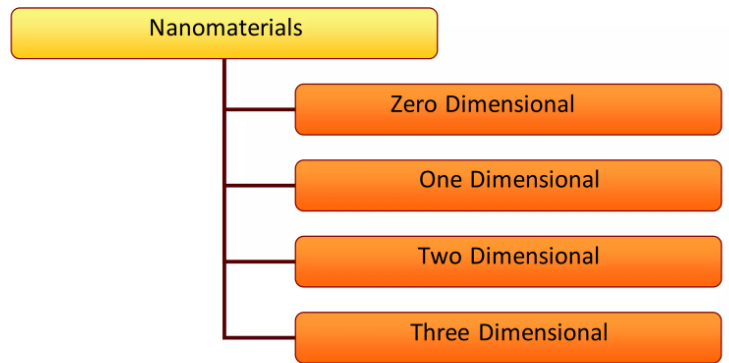 Nanomaterials
Zero Dimensional
One Dimensional
Two Dimensional
Three Dimensional